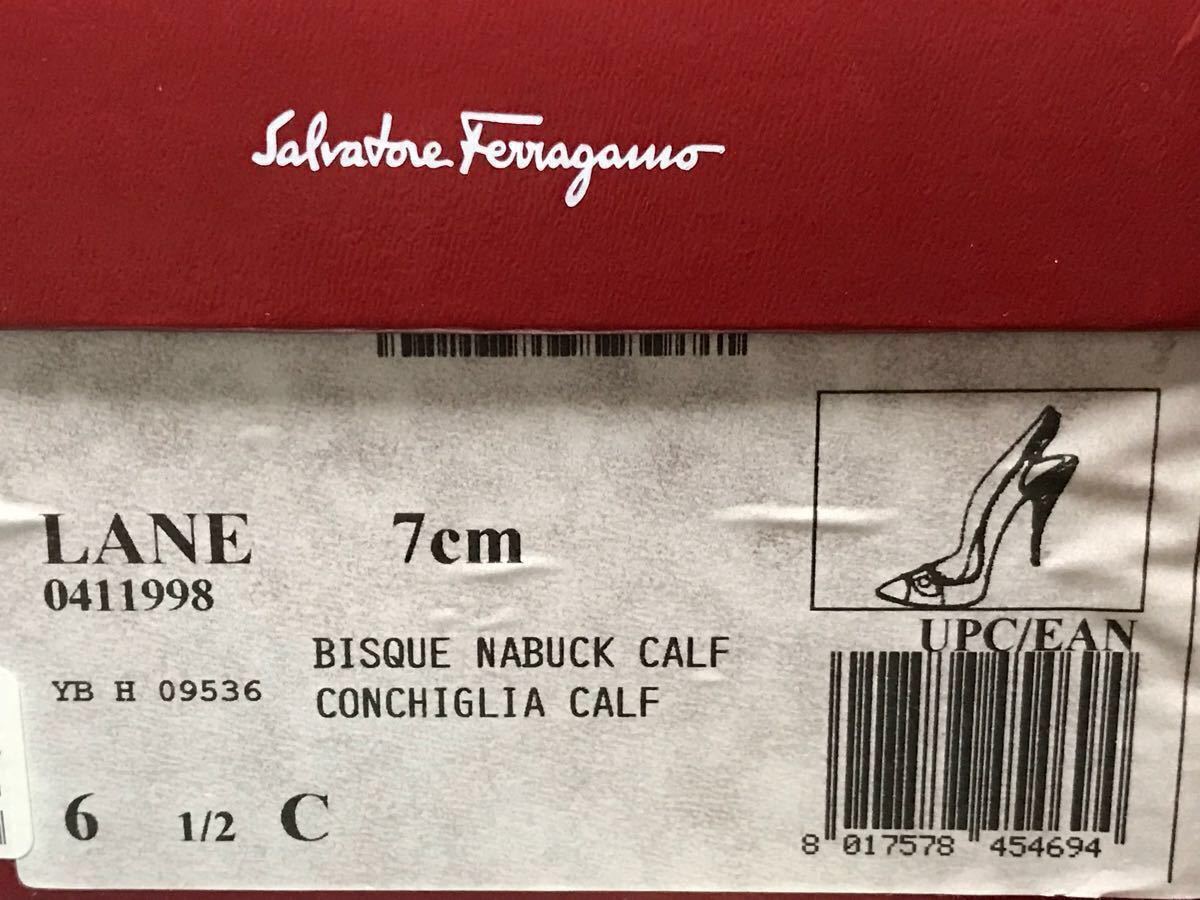 Salvatore Ferragamo
LANE 7cm
0411998
BISQUE NABUCK CALF
YB H 09536 CONCHIGLIA CALF
6 1/2 C
UPC/EAN
8 017578 454694